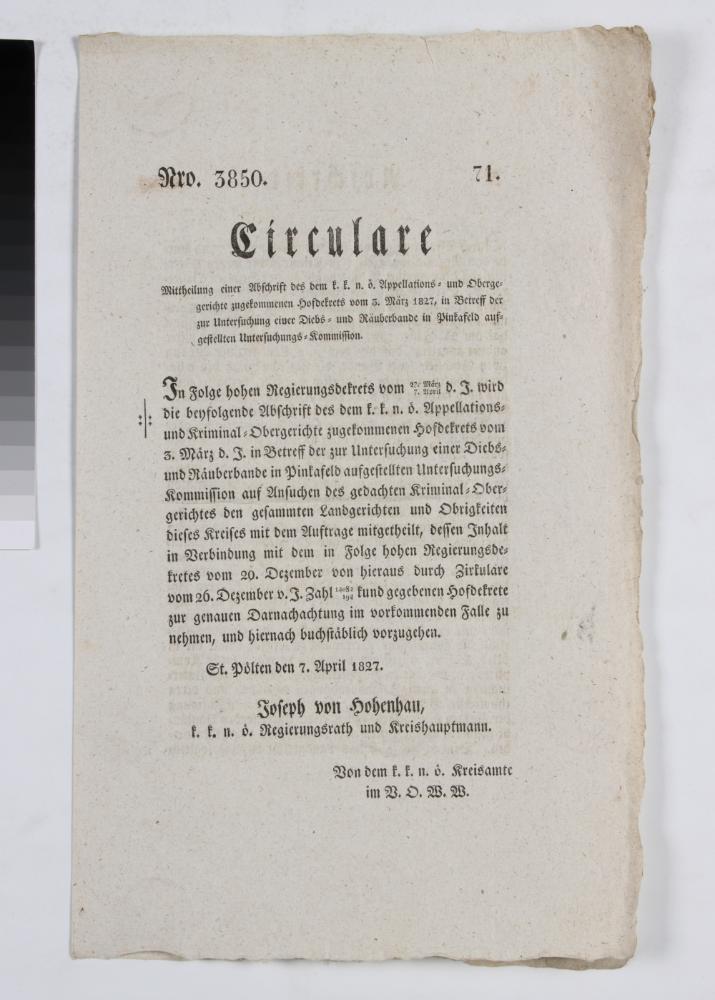 Nro. 3850. 71.
Circulare
Mittheilung einer Abschrift des dem k. k. n. ö. Appellations- und Oberge-
gerichte zugekommenen Hofdekrets vom 3. März 1827, in Betreff der
zur Untersuchung einer Diebs- und Räuberbande in Pinkafeld auf-
gestellten Untersuchungs-Kommission.
In Folge hohen Regierungsdekrets vom 27. März / 7. April d. J. wird
die beyfolgende Abschrift des dem k. k. n. ö. Appellations-
und Kriminal-Obergerichte zugekommenen Hofdekrets vom
3. März d. J. in Betreff der zur Untersuchung einer Diebs-
und Räuberbande in Pinkafeld aufgestellten Untersuchungs-
Kommission auf Ansuchen des gedachten Kriminal-Ober-
gerichtes den gesammten Landgerichten und Obrigkeiten
dieses Kreises mit dem Auftrage mitgetheilt, dessen Inhalt
in Verbindung mit dem in Folge hohen Regierungsde-
kretes vom 20. Dezember von hieraus durch Zirkulare
vom 26. Dezember v. J. Zahl kund gegebenen Hofdekrete
zur genauen Darnachachtung im vorkommenden Falle zu
nehmen, und hiernach buchstäblich vorzugehen.
St. Pölten den 7. April 1827.
Joseph von Hohenhau,
k. k. n. ö. Regierungsrath und Kreishauptmann.
Von dem k. k. n. ö. Kreisamte
im V. O. W. W.